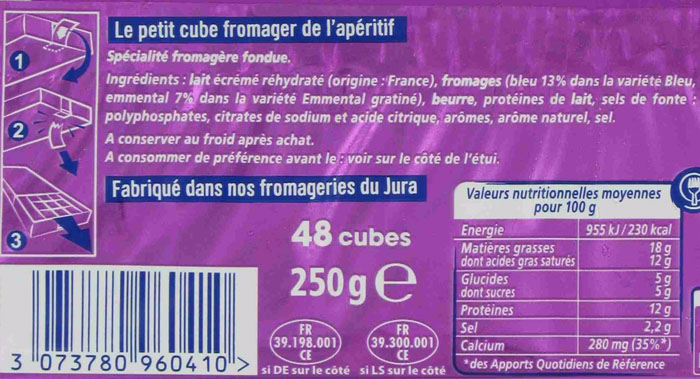 Le petit cube fromager de l'apéritif
Spécialité fromagère fondue.
Ingrédients : lait écrémé réhydraté (origine : France), fromages (bleu 13% dans la variété Bleu,
emmental 7% dans la variété Emmental gratiné), beurre, protéines de lait, sels de fonte :
polyphosphates, citrates de sodium et acide citrique, arômes, arôme naturel, sel.
A conserver au froid après achat.
A consommer de préférence avant le : voir sur le côté de l'étui.
Fabriqué dans nos fromageries du Jura
1
2
3
48 cubes
250g e
Valeurs nutritionnelles moyennes
pour 100 g
Energie 955 kJ / 230 kcal
Matières grasses 18 g
dont acides gras saturés 12 g
Glucides 5 g
dont sucres 5 g
Protéines 12 g
Sel 2,2 g
Calcium 280 mg (35%*)
*des Apports Quotidiens de Référence
FR
39.198.001
CE
si DE sur le côté
FR
39.300.001
CE
si LS sur le côté
3 073780 960410 >